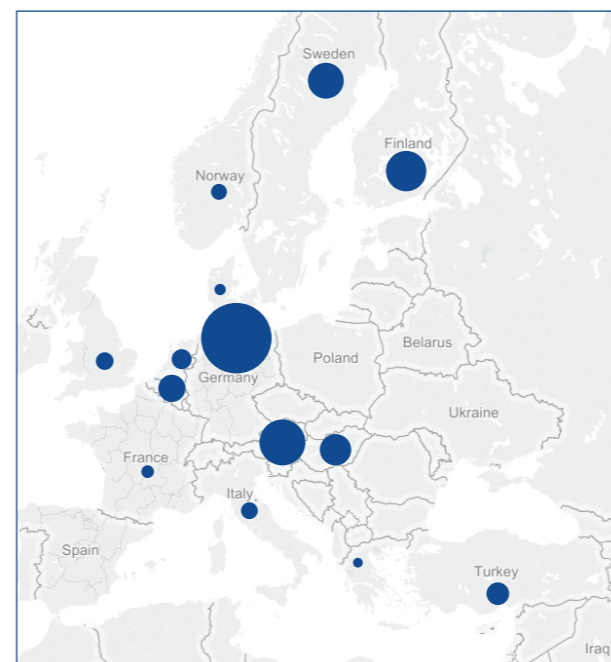 Sweden
Finland
Norway
Belarus
Poland
Germany
Ukraine
France
Italy
Spain
Turkey
Iraq